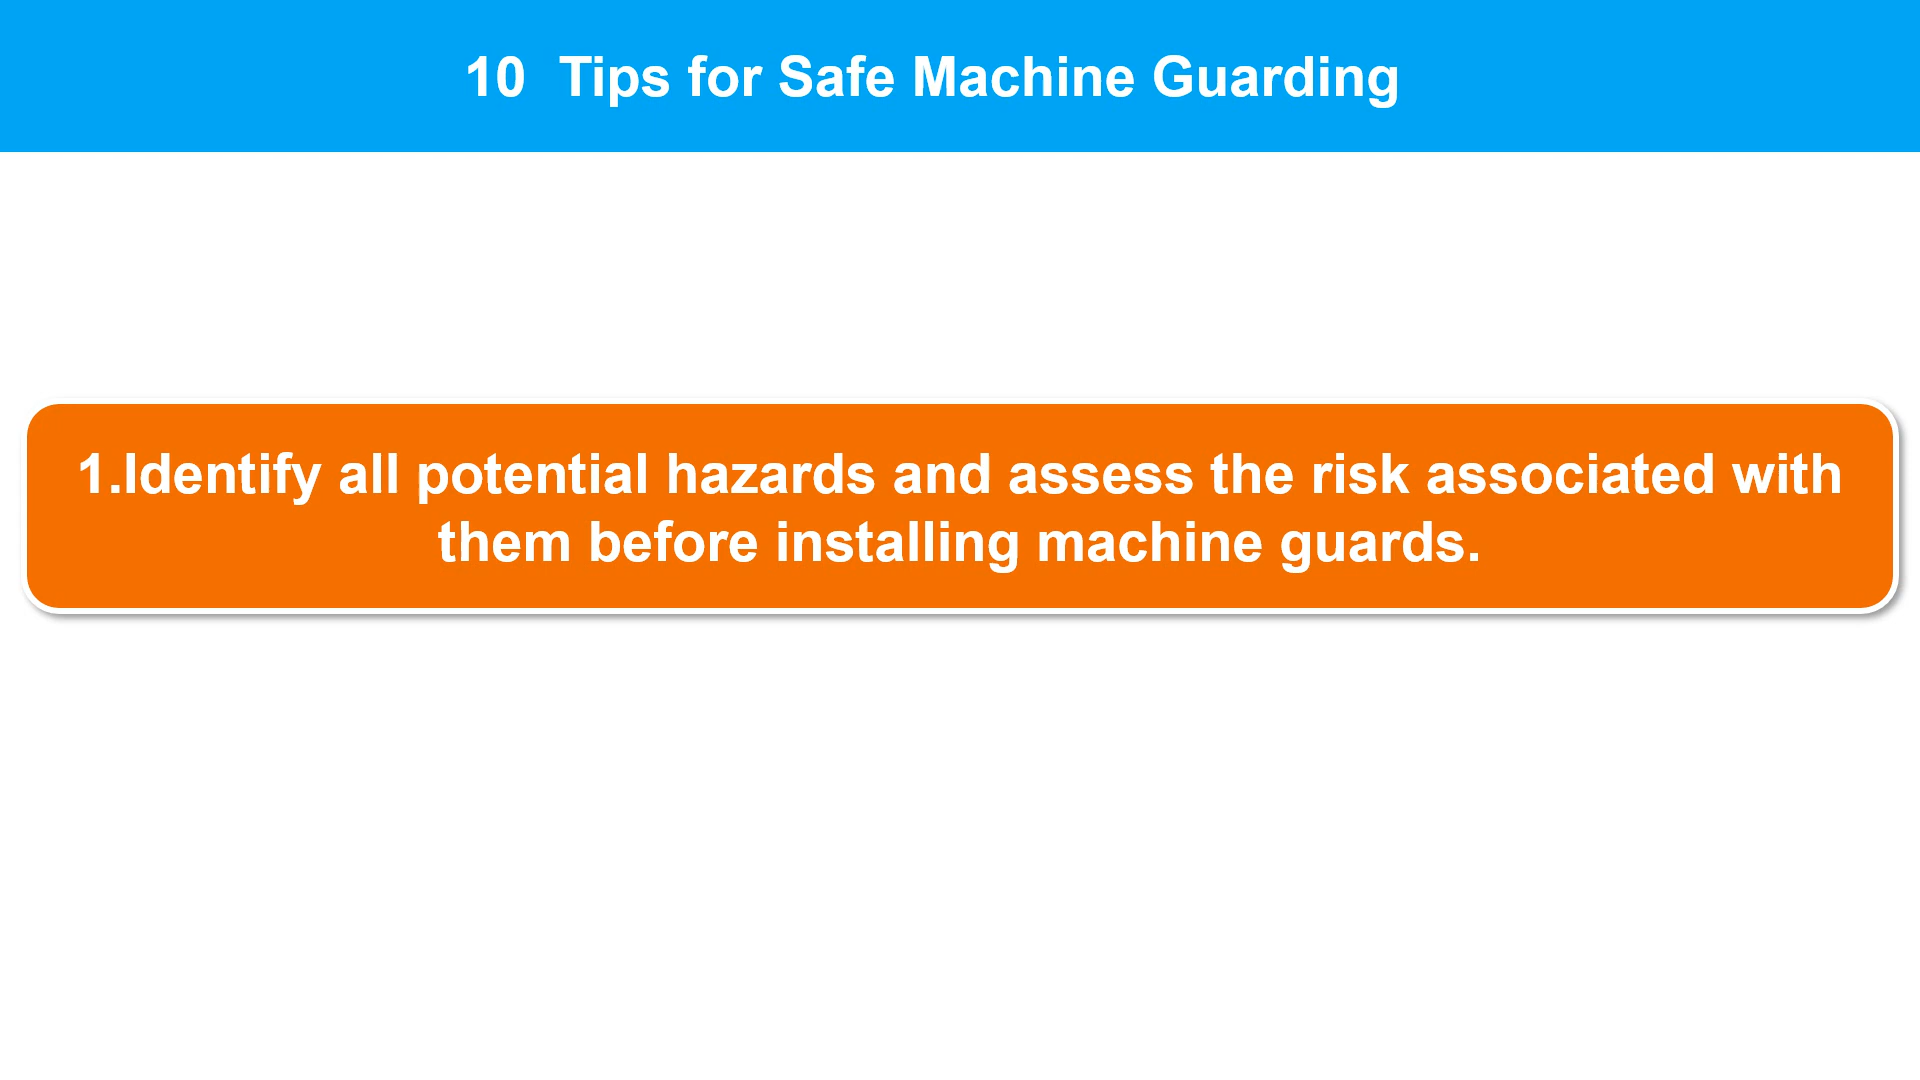 10  Tips for Safe Machine Guarding
1.Identify all potential hazards and assess the risk associated with
them before installing machine guards.